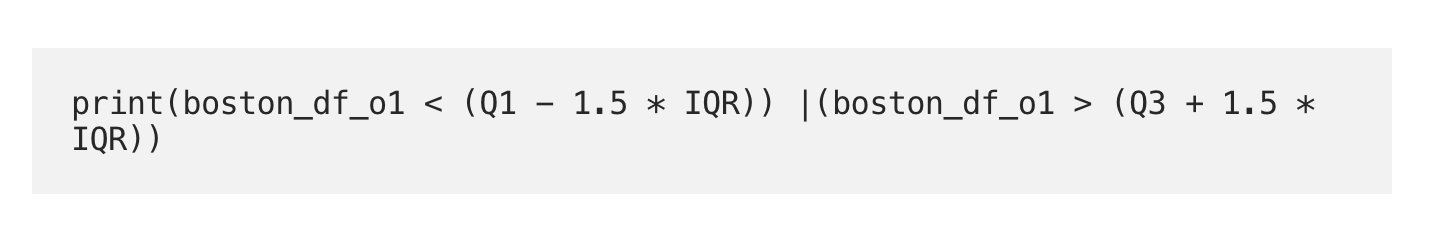 print(boston_df_o1 < (Q1 − 1.5 * IQR)) |(boston_df_o1 > (Q3 + 1.5 *
IQR))